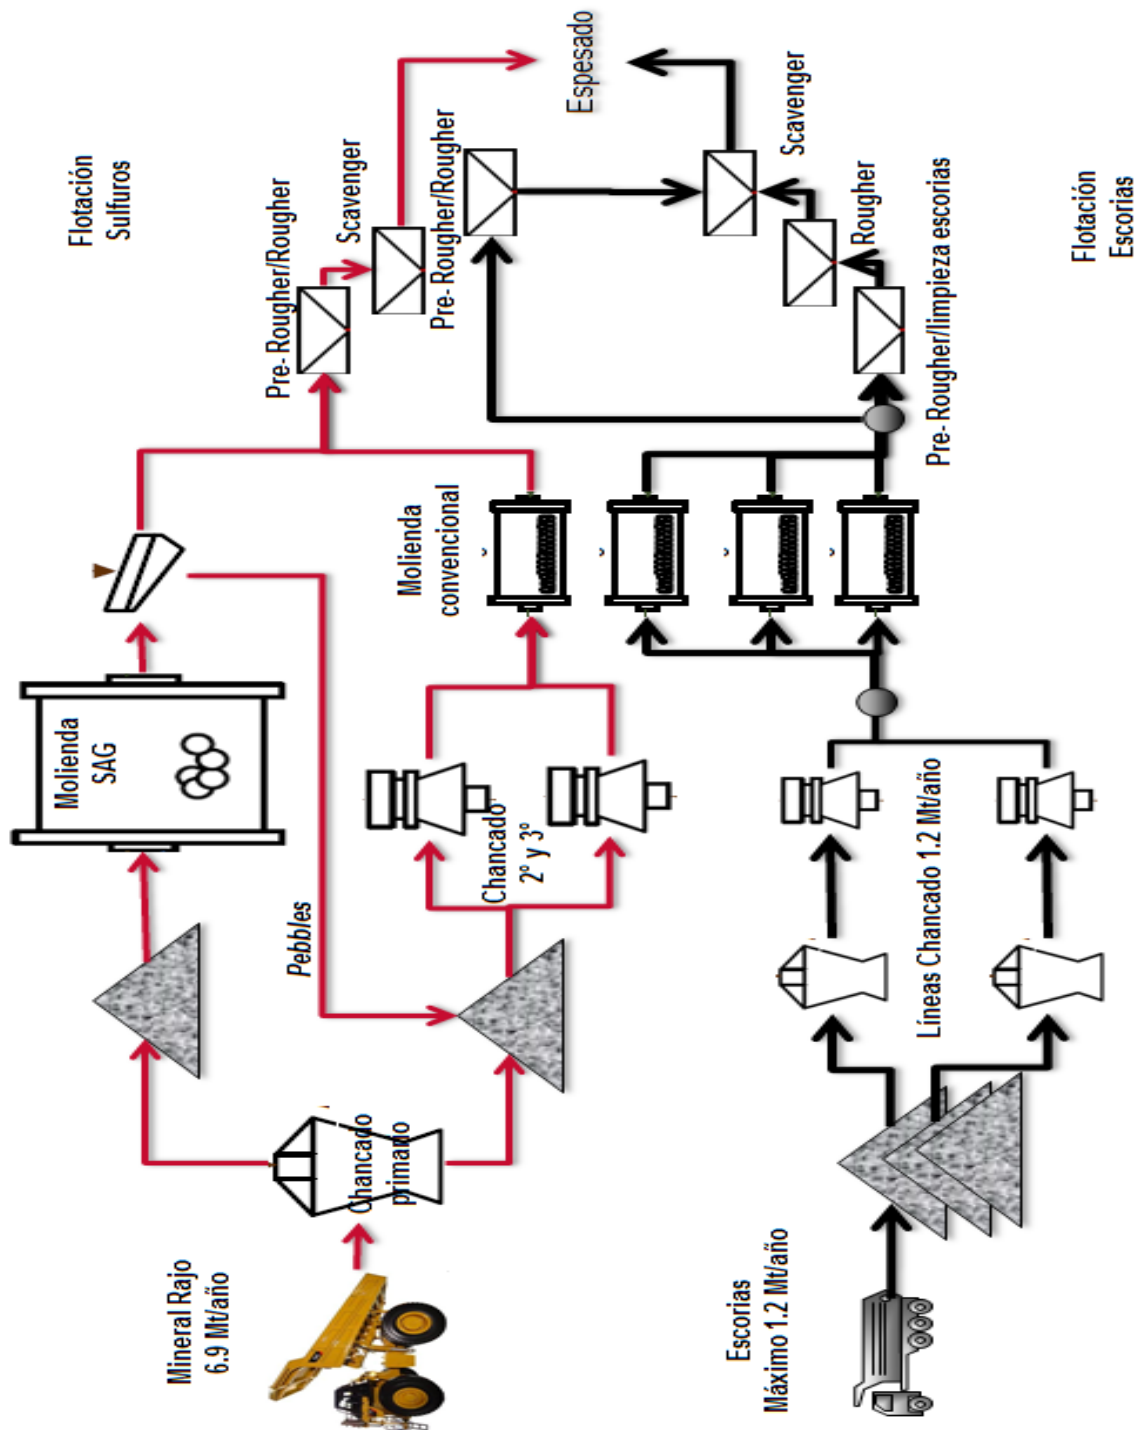 Mineral Rajo
6.9 Mt/año
Chancado
primario
Molienda
SAG
Pebbles
Chancado
2º y 3º
Molienda
convencional
Flotación
Sulfuros
Pre- Rougher/Rougher
Scavenger
Pre- Rougher/Rougher
Espesado
Escorias
Máximo 1.2 Mt/año
Líneas Chancado 1.2 Mt/año
Scavenger
Rougher
Pre- Rougher/limpieza escorias
Flotación
Escorias